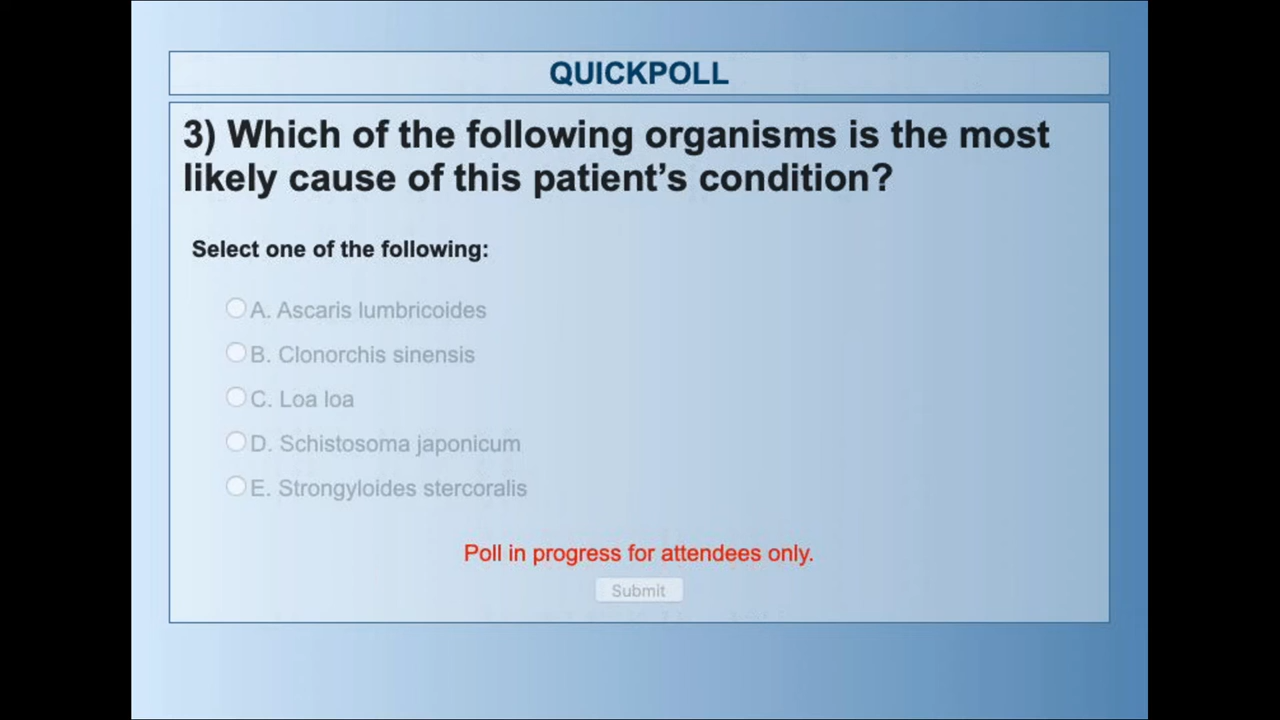 QUICKPOLL
3) Which of the following organisms is the most
likely cause of this patient's condition?
Select one of the following:
A. Ascaris lumbricoides
B. Clonorchis sinensis
C. Loa loa
D. Schistosoma japonicum
E. Strongyloides stercoralis
Poll in progress for attendees only.
Submit